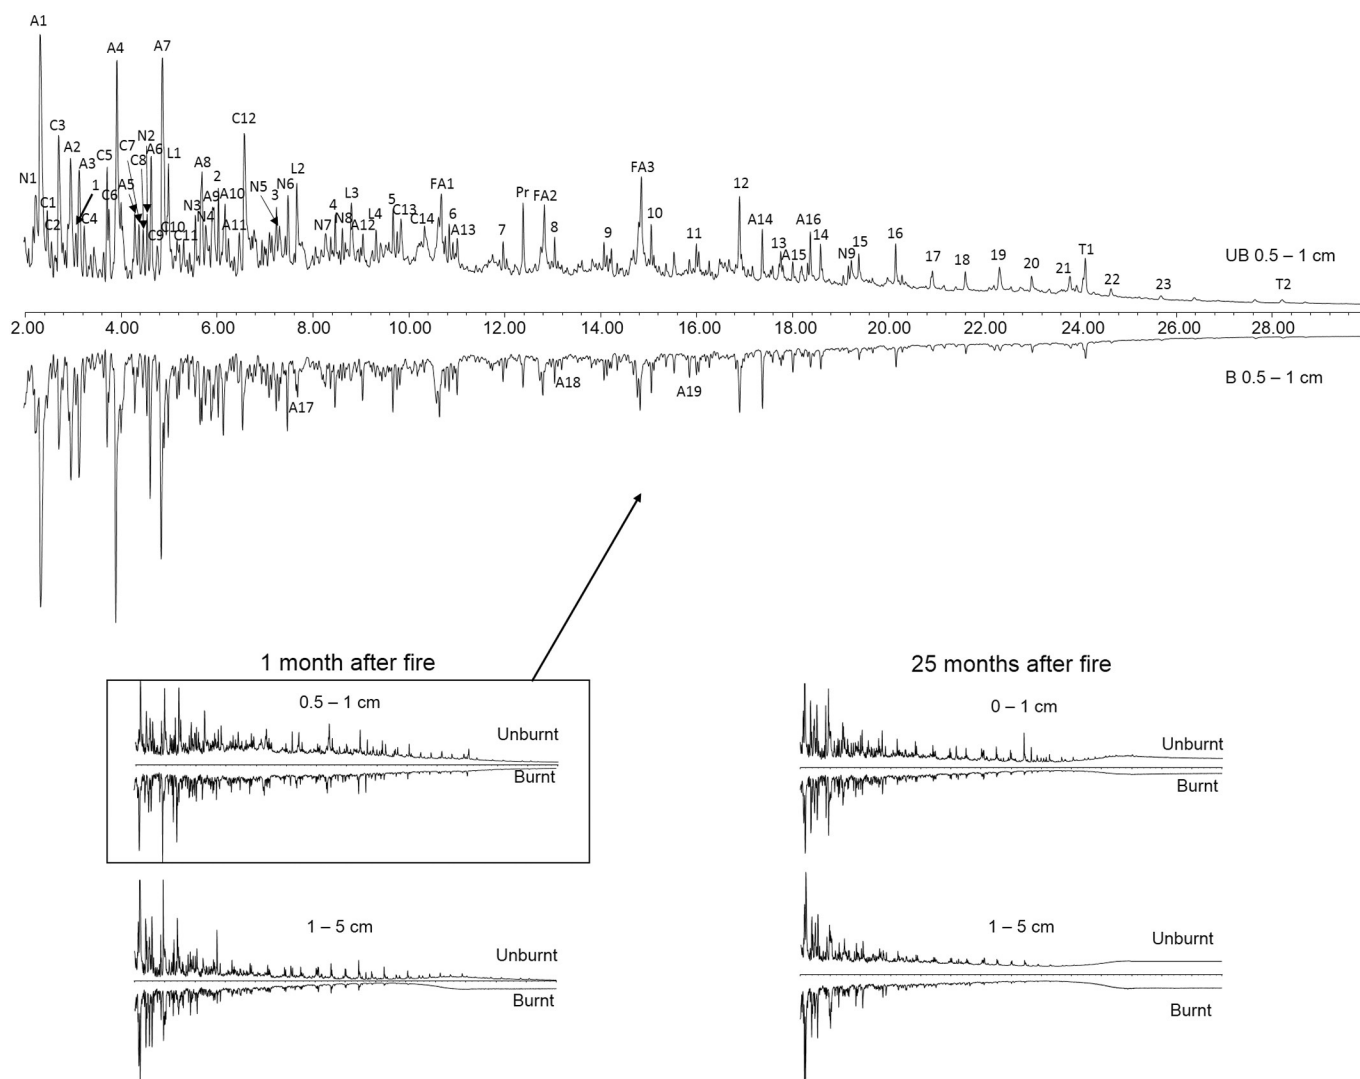 A1
A4
A7
C3
C12
N2
C7
A6
A2
A3
C5
C8
L1
A8
2
L2
FA3
N1
1
C6
A5
A9
A10
N5
N6
3
FA1
12
C1
C2
C4
C9
C10
C11
N3
N4
A11
4
L3
N7
N8
A12
L4
5
C13
C14
6
A13
7
Pr
FA2
8
9
10
11
A14
13
A15
A16
14
N9
15
16
17
18
19
20
21
T1
22
23
T2
UB 0.5 – 1 cm
2.00 4.00 6.00 8.00 10.00 12.00 14.00 16.00 18.00 20.00 22.00 24.00 26.00 28.00
B 0.5 – 1 cm
A17
A18
A19
1 month after fire
25 months after fire
0.5 – 1 cm
Unburnt
Burnt
0 – 1 cm
Unburnt
Burnt
1 – 5 cm
Unburnt
Burnt
1 – 5 cm
Unburnt
Burnt